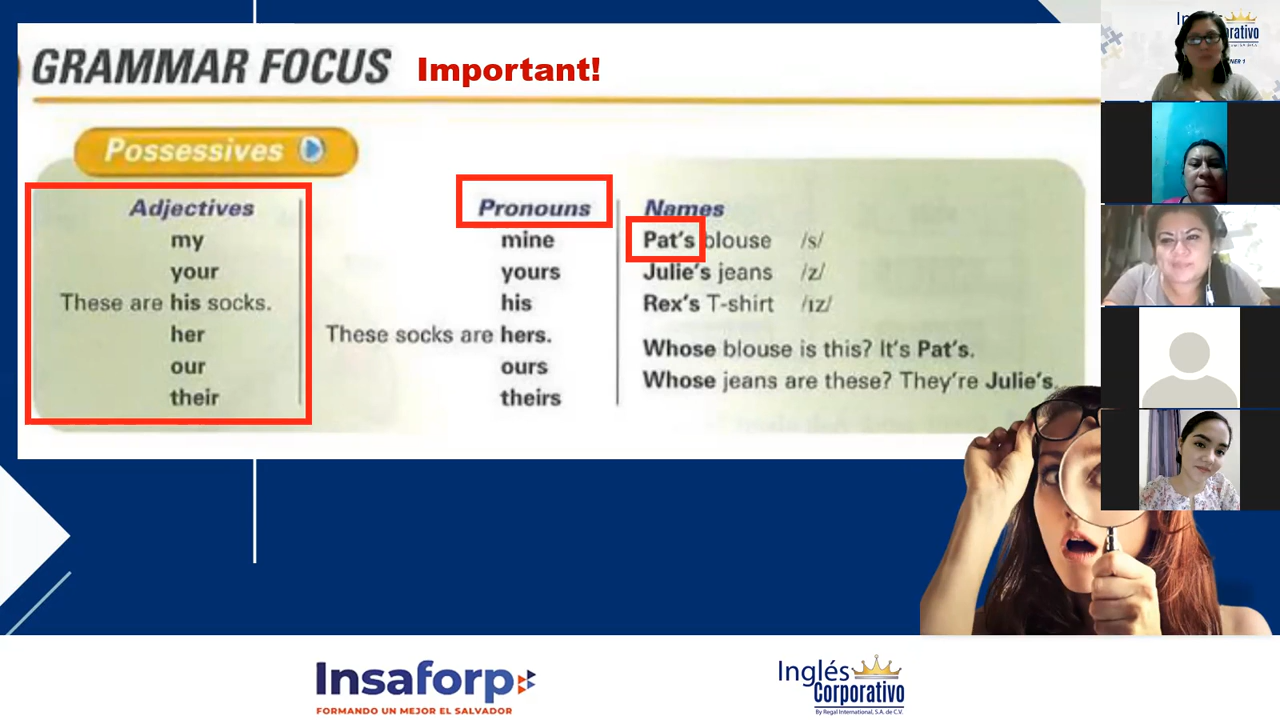 GRAMMAR FOCUS Important!
Possessives
Adjectives Pronouns Names
my mine Pat's blouse /s/
your yours Julie's jeans /z/
These are his socks. his Rex's T-shirt /ɪz/
her These socks are hers.
Whose blouse is this? It's Pat's.
our ours
Whose jeans are these? They're Julie's.
their theirs
Insaforp
FORMANDO UN MEJOR EL SALVADOR
Inglés
Corporativo
By Regal International, S.A. de C.V.